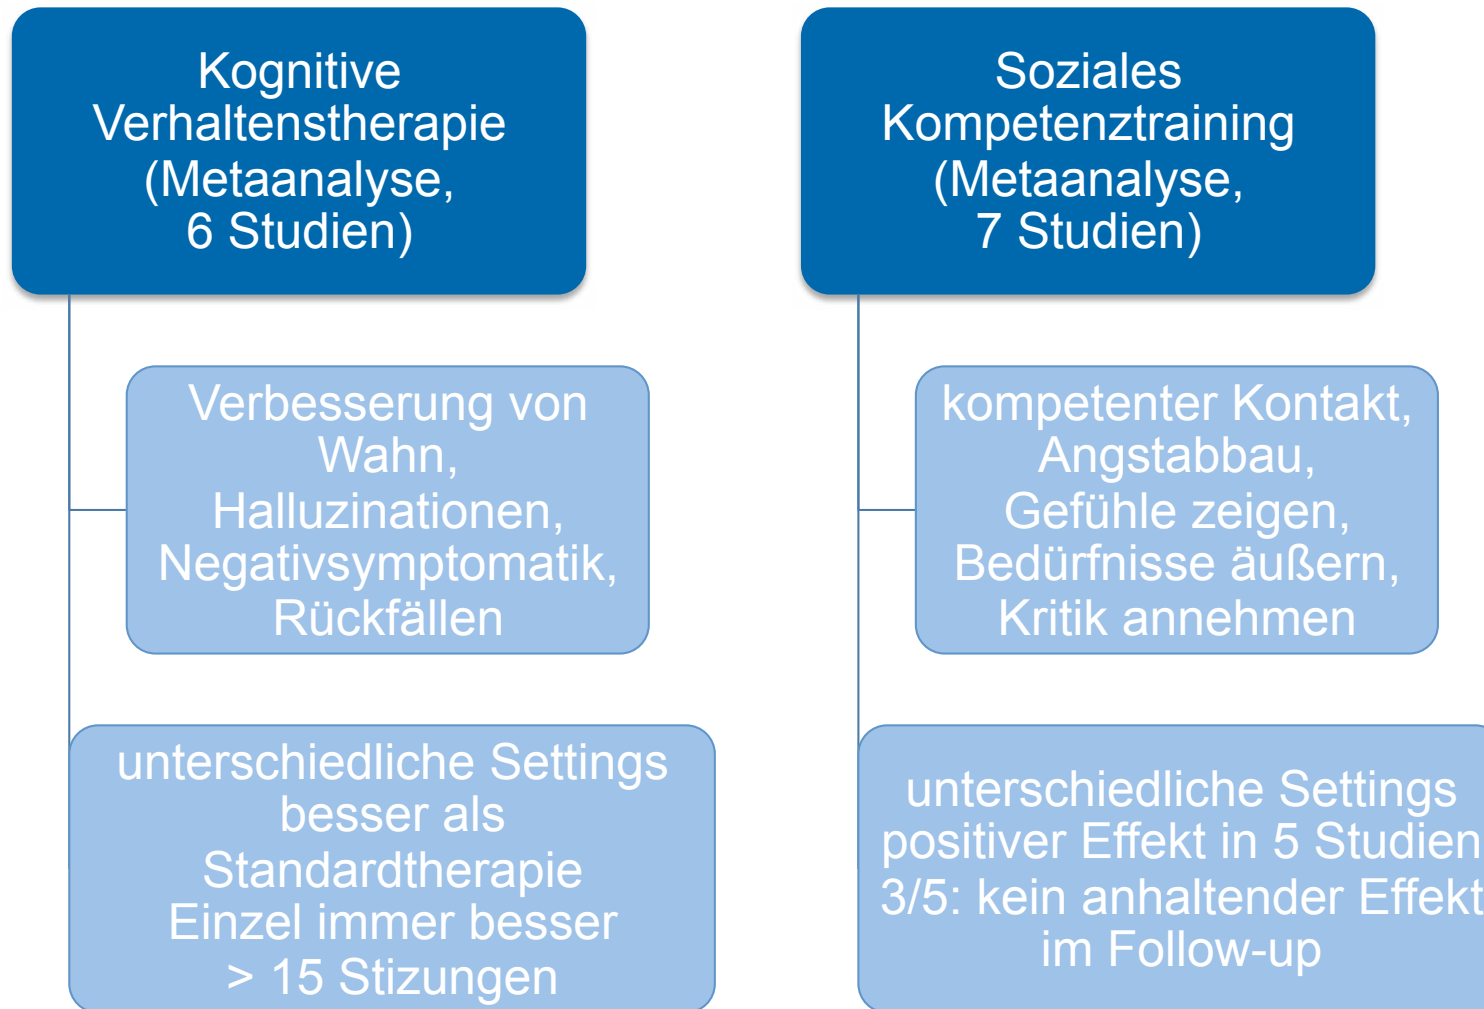 Kognitive
Verhaltenstherapie
(Metaanalyse,
6 Studien)
Verbesserung von
Wahn,
Halluzinationen,
Negativsymptomatik,
Rückfällen
unterschiedliche Settings
besser als
Standardtherapie
Einzel immer besser
> 15 Stizungen
Soziales
Kompetenztraining
(Metaanalyse,
7 Studien)
kompetenter Kontakt,
Angstabbau,
Gefühle zeigen,
Bedürfnisse äußern,
Kritik annehmen
unterschiedliche Settings
positiver Effekt in 5 Studien
3/5: kein anhaltender Effekt
im Follow-up